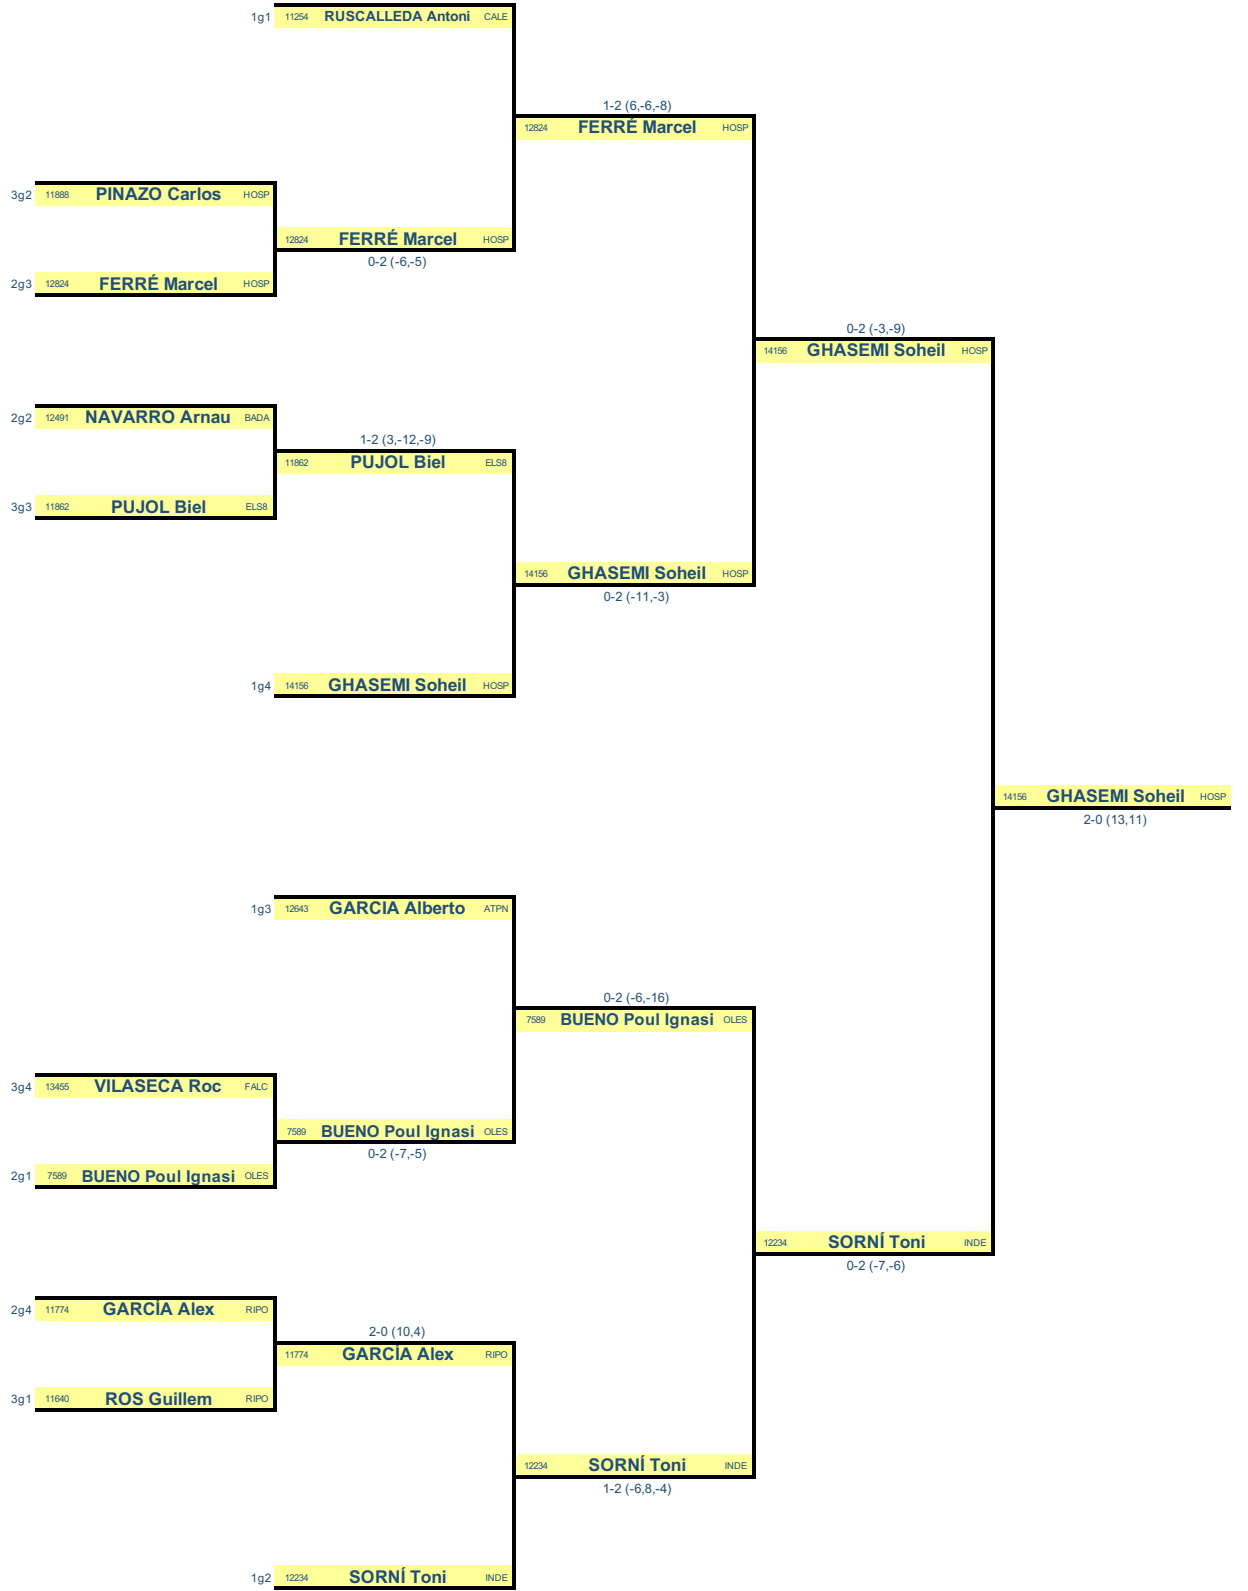 1g1 11254 RUSCALLEDA Antoni CALE
1-2 (6,-6,-8)
12824 FERRÉ Marcel HOSP
3g2 11888 PINAZO Carlos HOSP
12824 FERRÉ Marcel HOSP
0-2 (-6,-5)
2g3 12824 FERRÉ Marcel HOSP
0-2 (-3,-9)
14156 GHASEMI Soheil HOSP
2g2 12491 NAVARRO Arnau BADA
1-2 (3,-12,-9)
11862 PUJOL Biel ELS8
3g3 11862 PUJOL Biel ELS8
14156 GHASEMI Soheil HOSP
0-2 (-11,-3)
1g4 14156 GHASEMI Soheil HOSP
14156 GHASEMI Soheil HOSP
2-0 (13,11)
1g3 12643 GARCIA Alberto ATPN
0-2 (-6,-16)
7589 BUENO Poul Ignasi OLES
3g4 13455 VILASECA Roc FALC
7589 BUENO Poul Ignasi OLES
0-2 (-7,-5)
2g1 7589 BUENO Poul Ignasi OLES
12234 SORNÍ Toni INDE
0-2 (-7,-6)
2g4 11774 GARCÍA Alex RIPO
2-0 (10,4)
11774 GARCÍA Alex RIPO
3g1 11640 ROS Guillem RIPO
12234 SORNÍ Toni INDE
1-2 (-6,8,-4)
1g2 12234 SORNÍ Toni INDE